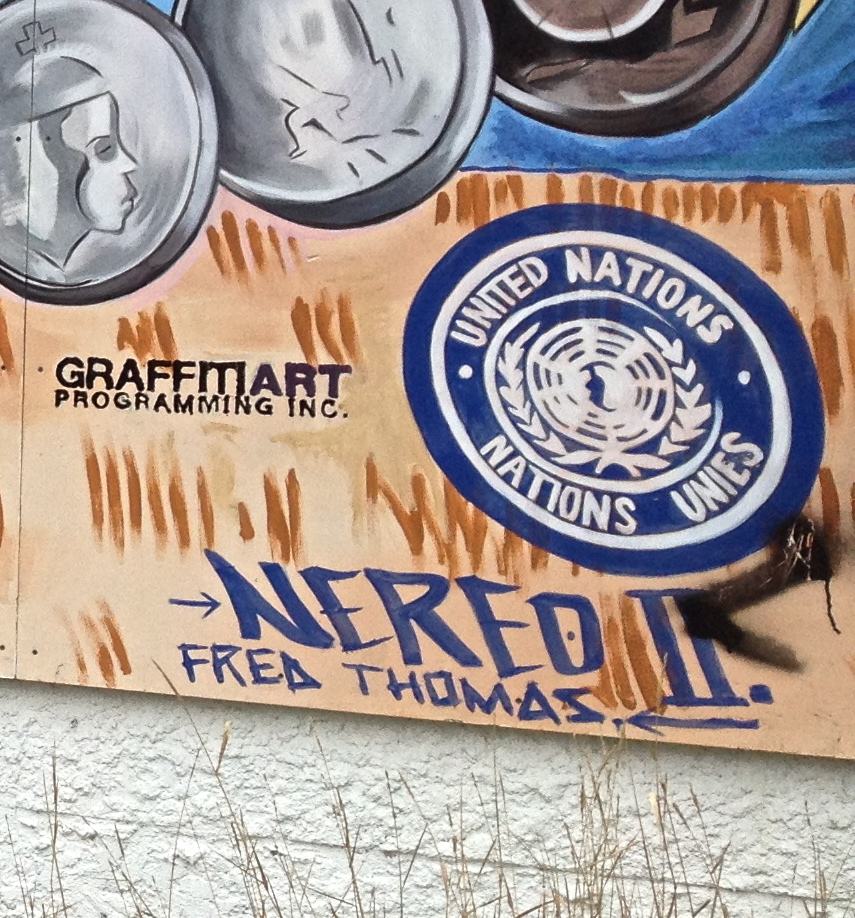 UNITED NATIONS
NATIONS UNIES
GRAFFITIART
PROGRAMMING INC.
NEREO II.
FRED THOMAS.